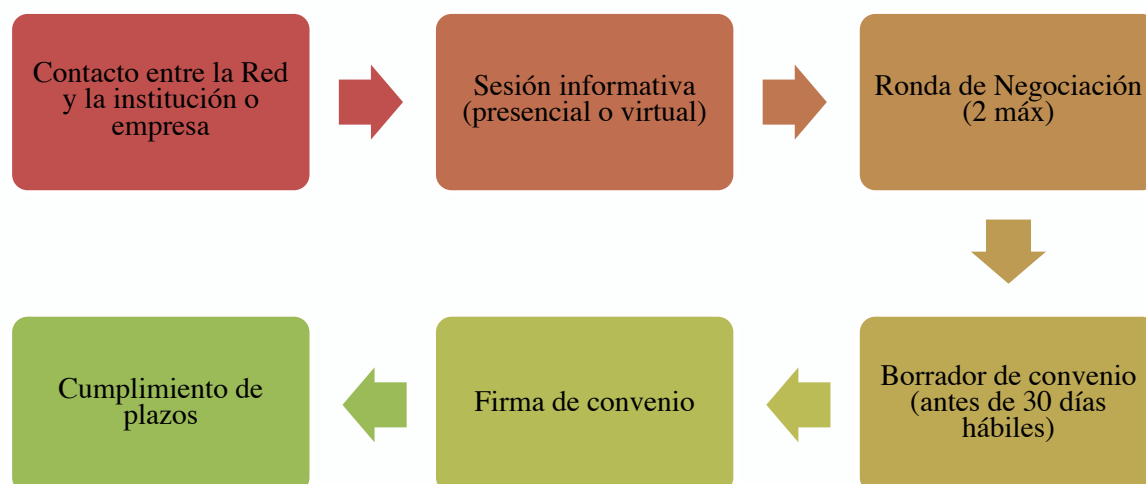 Contacto entre la Red
y la institución o
empresa
Sesión informativa
(presencial o virtual)
Ronda de Negociación
(2 máx)
Borrador de convenio
(antes de 30 días
hábiles)
Firma de convenio
Cumplimiento de
plazos